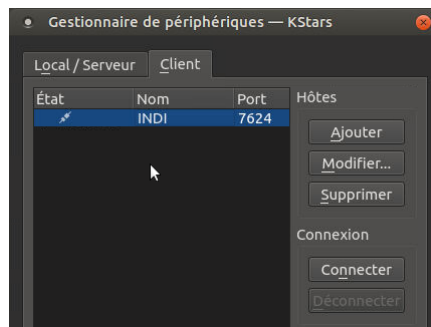 Gestionnaire de périphériques — KStars
Local / Serveur Client
État Nom Port
INDI 7624
Hôtes
Ajouter
Modifier...
Supprimer
Connexion
Connecter
Déconnecter